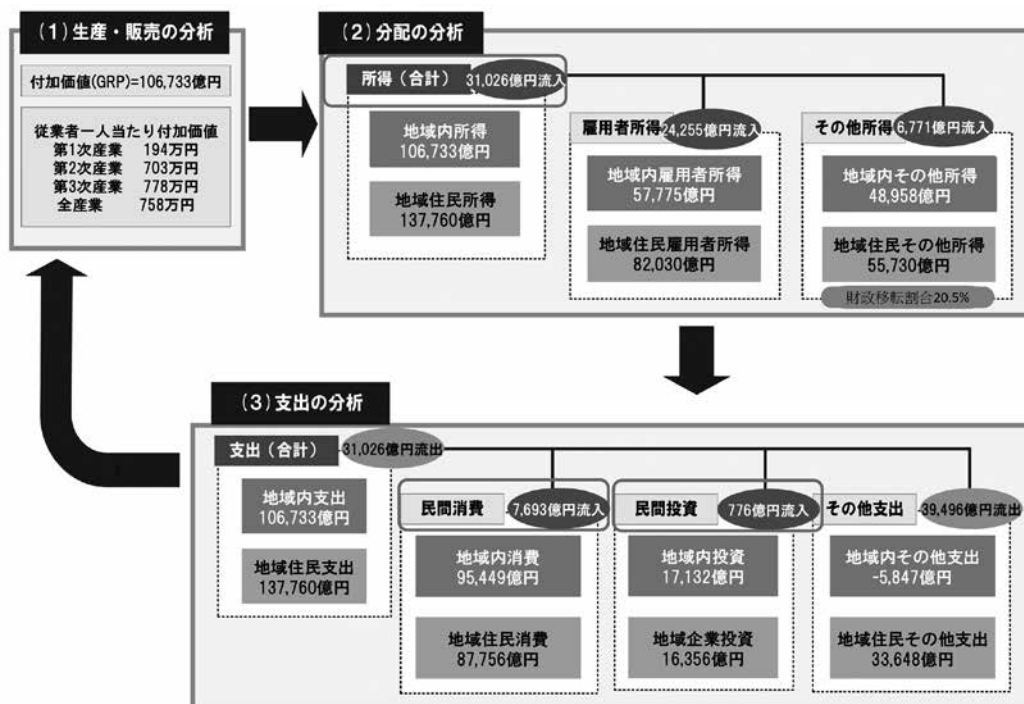 (1)生産・販売の分析
付加価値(GRP)=106,733億円
従業者一人当たり付加価値
第1次産業 194万円
第2次産業 703万円
第3次産業 778万円
全産業 758万円
(2)分配の分析
所得(合計) 31,026億円流入
地域内所得
106,733億円
地域住民所得
137,760億円
雇用者所得 24,255億円流入
地域内雇用者所得
57,775億円
地域住民雇用者所得
82,030億円
その他所得 6,771億円流入
地域内その他所得
48,958億円
地域住民その他所得
55,730億円
財政移転割合20.5%
(3)支出の分析
支出(合計) -31,026億円流出
地域内支出
106,733億円
地域住民支出
137,760億円
民間消費 7,693億円流入
地域内消費
95,449億円
地域住民消費
87,756億円
民間投資 776億円流入
地域内投資
17,132億円
地域企業投資
16,356億円
その他支出 -39,496億円流出
地域内その他支出
-5,847億円
地域住民その他支出
33,648億円